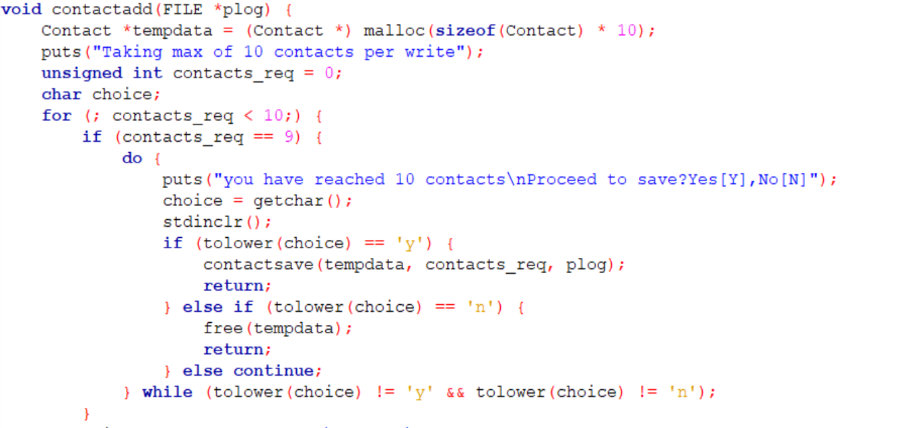 void contactadd(FILE *plog) {
    Contact *tempdata = (Contact *) malloc(sizeof(Contact) * 10);
    puts("Taking max of 10 contacts per write");
    unsigned int contacts_req = 0;
    char choice;
    for (; contacts_req < 10;) {
        if (contacts_req == 9) {
            do {
                puts("you have reached 10 contacts\nProceed to save?Yes[Y],No[N]");
                choice = getchar();
                stdinclr();
                if (tolower(choice) == 'y') {
                    contactsave(tempdata, contacts_req, plog);
                    return;
                } else if (tolower(choice) == 'n') {
                    free(tempdata);
                    return;
                } else continue;
            } while (tolower(choice) != 'y' && tolower(choice) != 'n');
        }